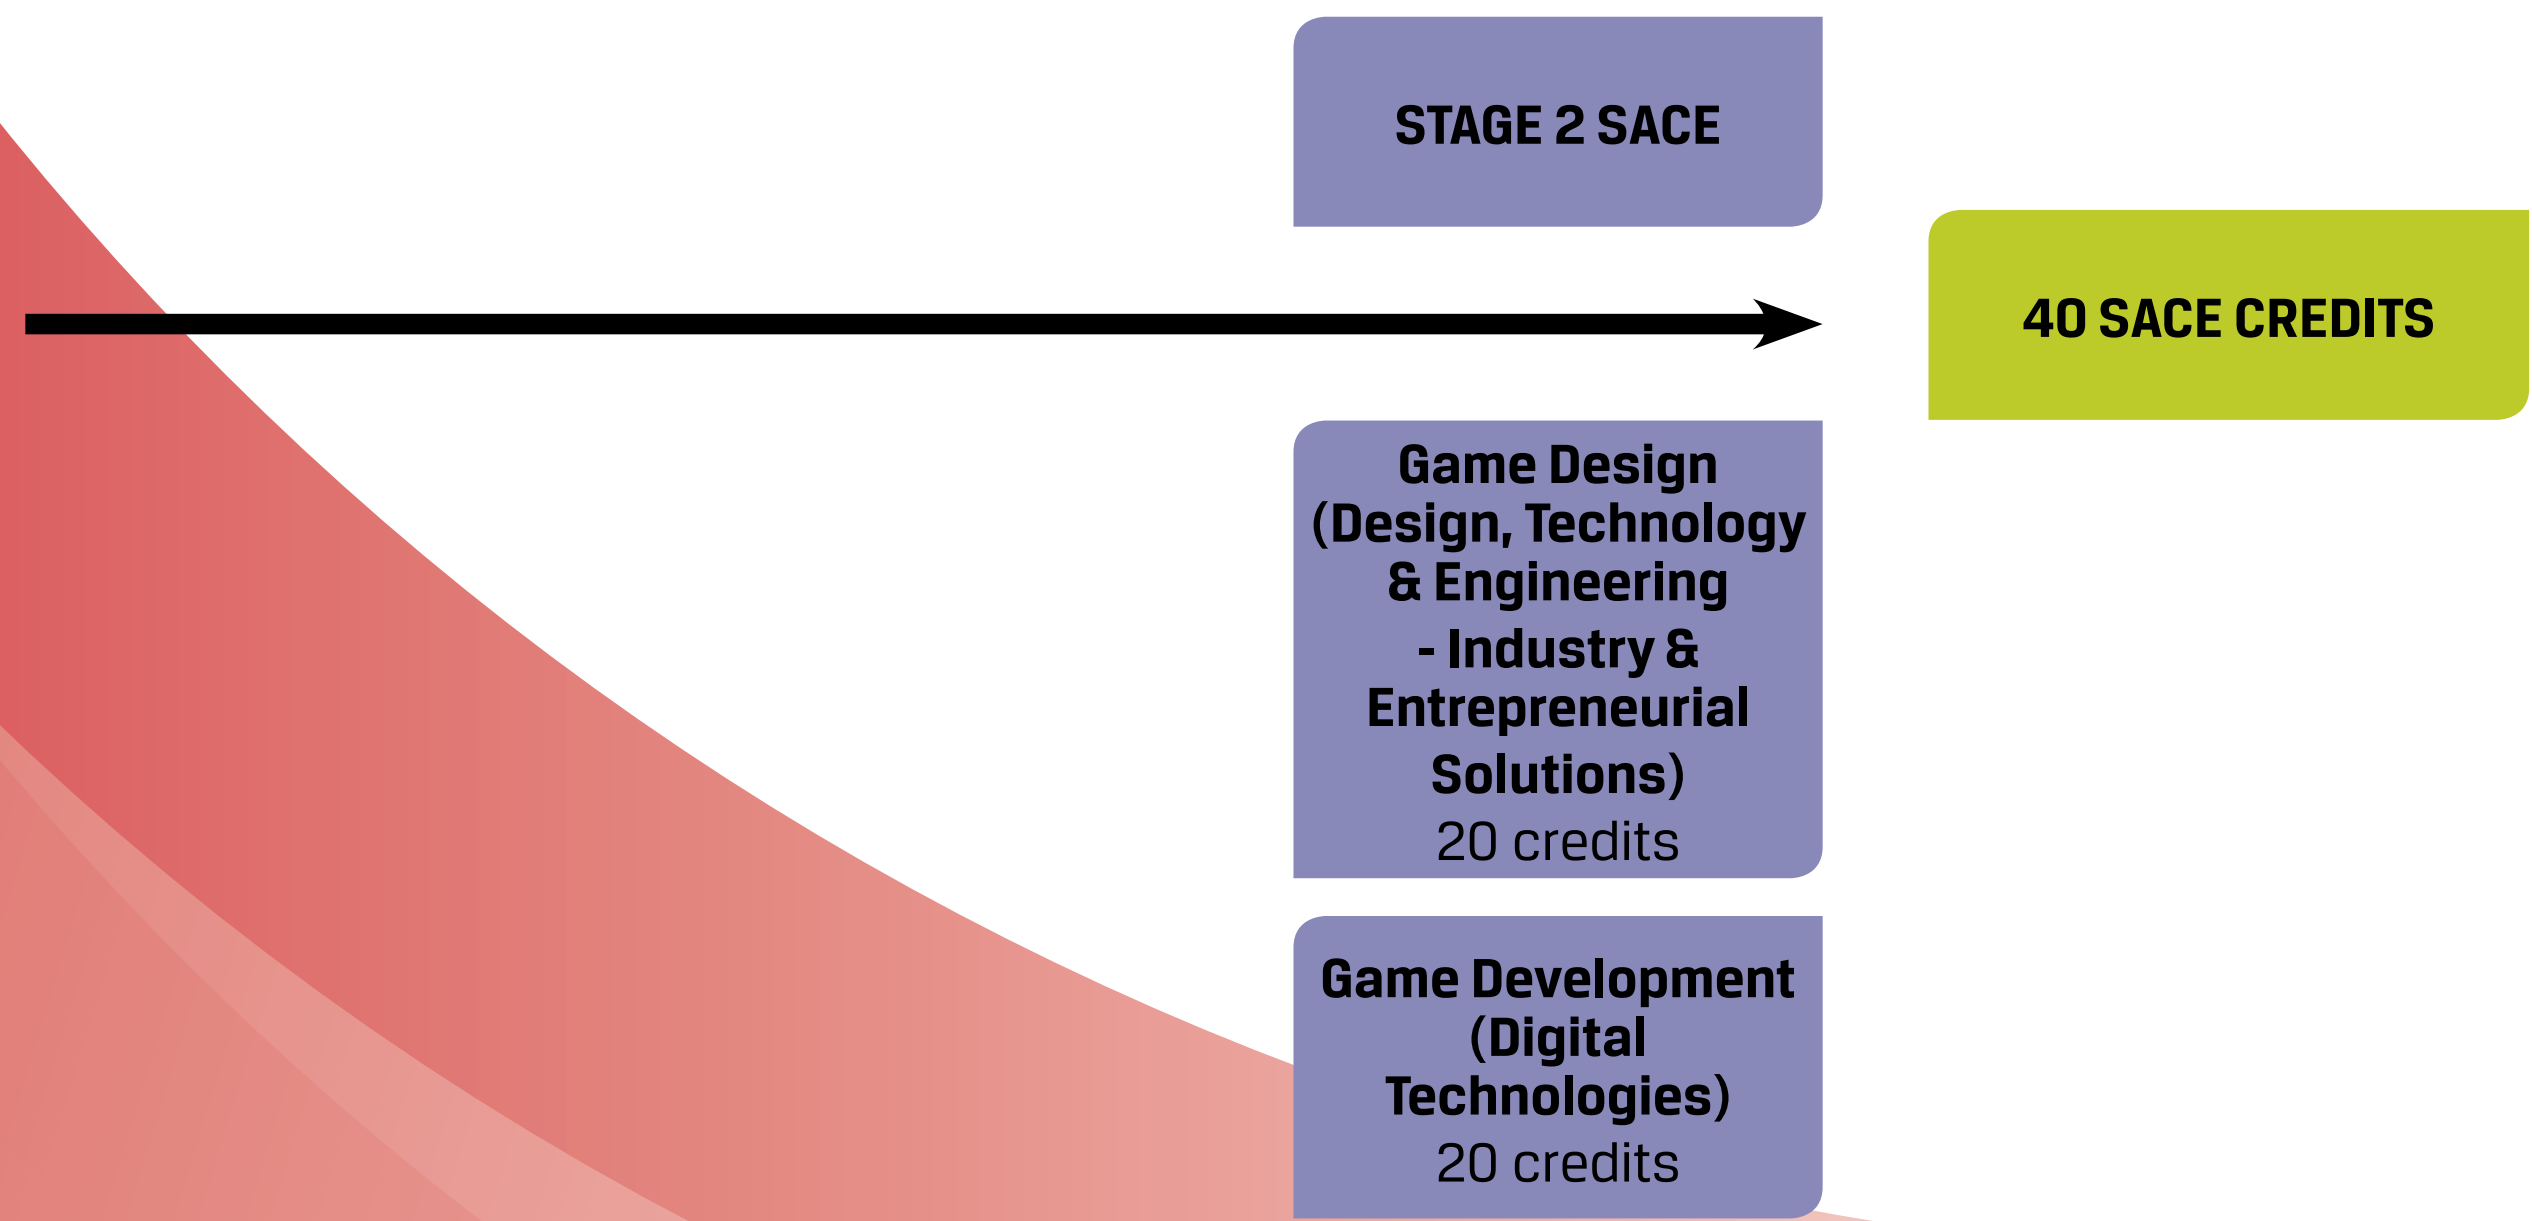 STAGE 2 SACE
40 SACE CREDITS
Game Design
(Design, Technology
& Engineering
- Industry &
Entrepreneurial
Solutions)
20 credits
Game Development
(Digital
Technologies)
20 credits